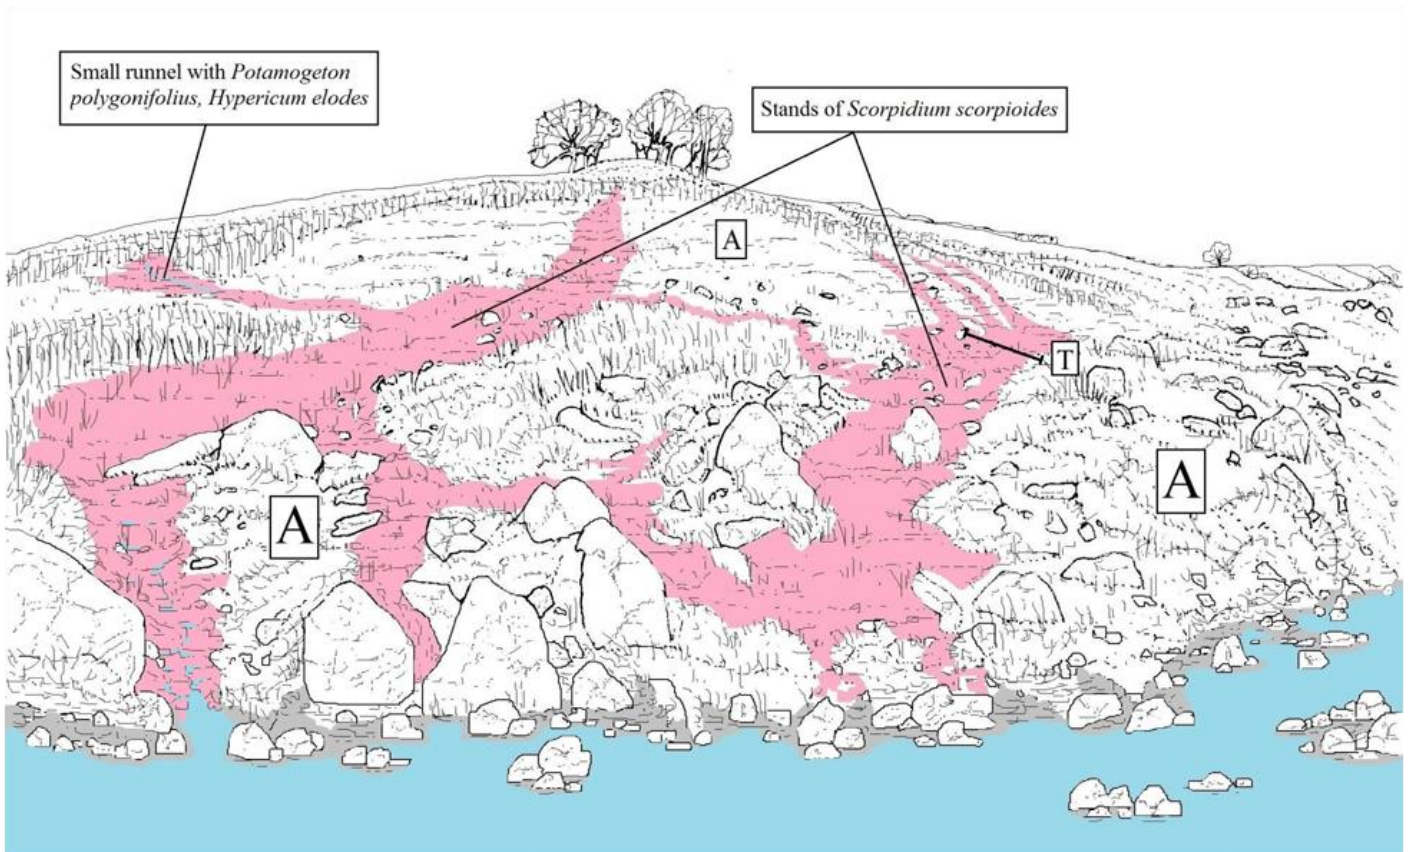 Small runnel with Potamogeton
polygonifolius, Hypericum elodes
Stands of Scorpidium scorpioides
A
T
A
A